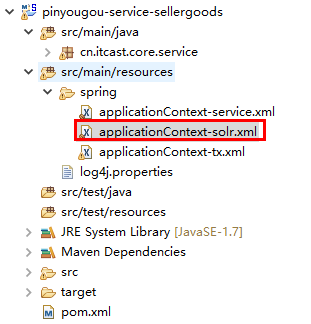 pinyougou-service-sellergoods
src/main/java
cn.itcast.core.service
src/main/resources
spring
applicationContext-service.xml
applicationContext-solr.xml
applicationContext-tx.xml
log4j.properties
src/test/java
src/test/resources
JRE System Library [JavaSE-1.7]
Maven Dependencies
src
target
pom.xml